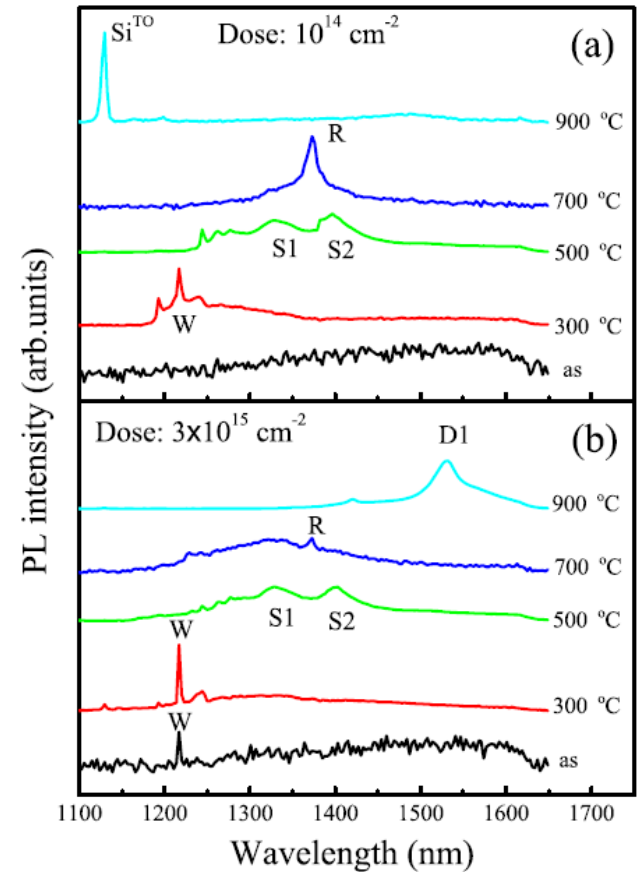 Si^TO
Dose: 10^14 cm^-2
(a)
900 °C
R
700 °C
500 °C
S1 S2
300 °C
W
as
Dose: 3x10^15 cm^-2
D1
(b)
900 °C
R
700 °C
500 °C
S1 S2
W
300 °C
W
as
1100 1200 1300 1400 1500 1600 1700
Wavelength (nm)
PL intensity (arb.units)